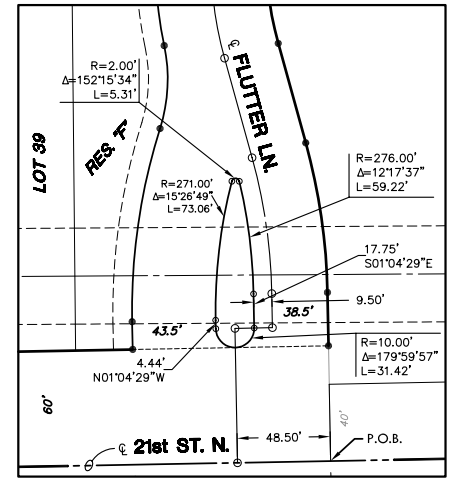 R=2.00'
Δ=152°15'34"
L=5.31'
℄ FLUTTER LN.
LOT 39
RES. "F"
R=271.00'
Δ=15°26'49"
L=73.06'
R=276.00'
Δ=12°17'37"
L=59.22'
17.75'
S01°04'29"E
9.50'
38.5'
43.5'
4.44'
N01°04'29"W
R=10.00'
Δ=179°59'57"
L=31.42'
60'
40'
48.50'
P.O.B.
℄ 21st ST. N.